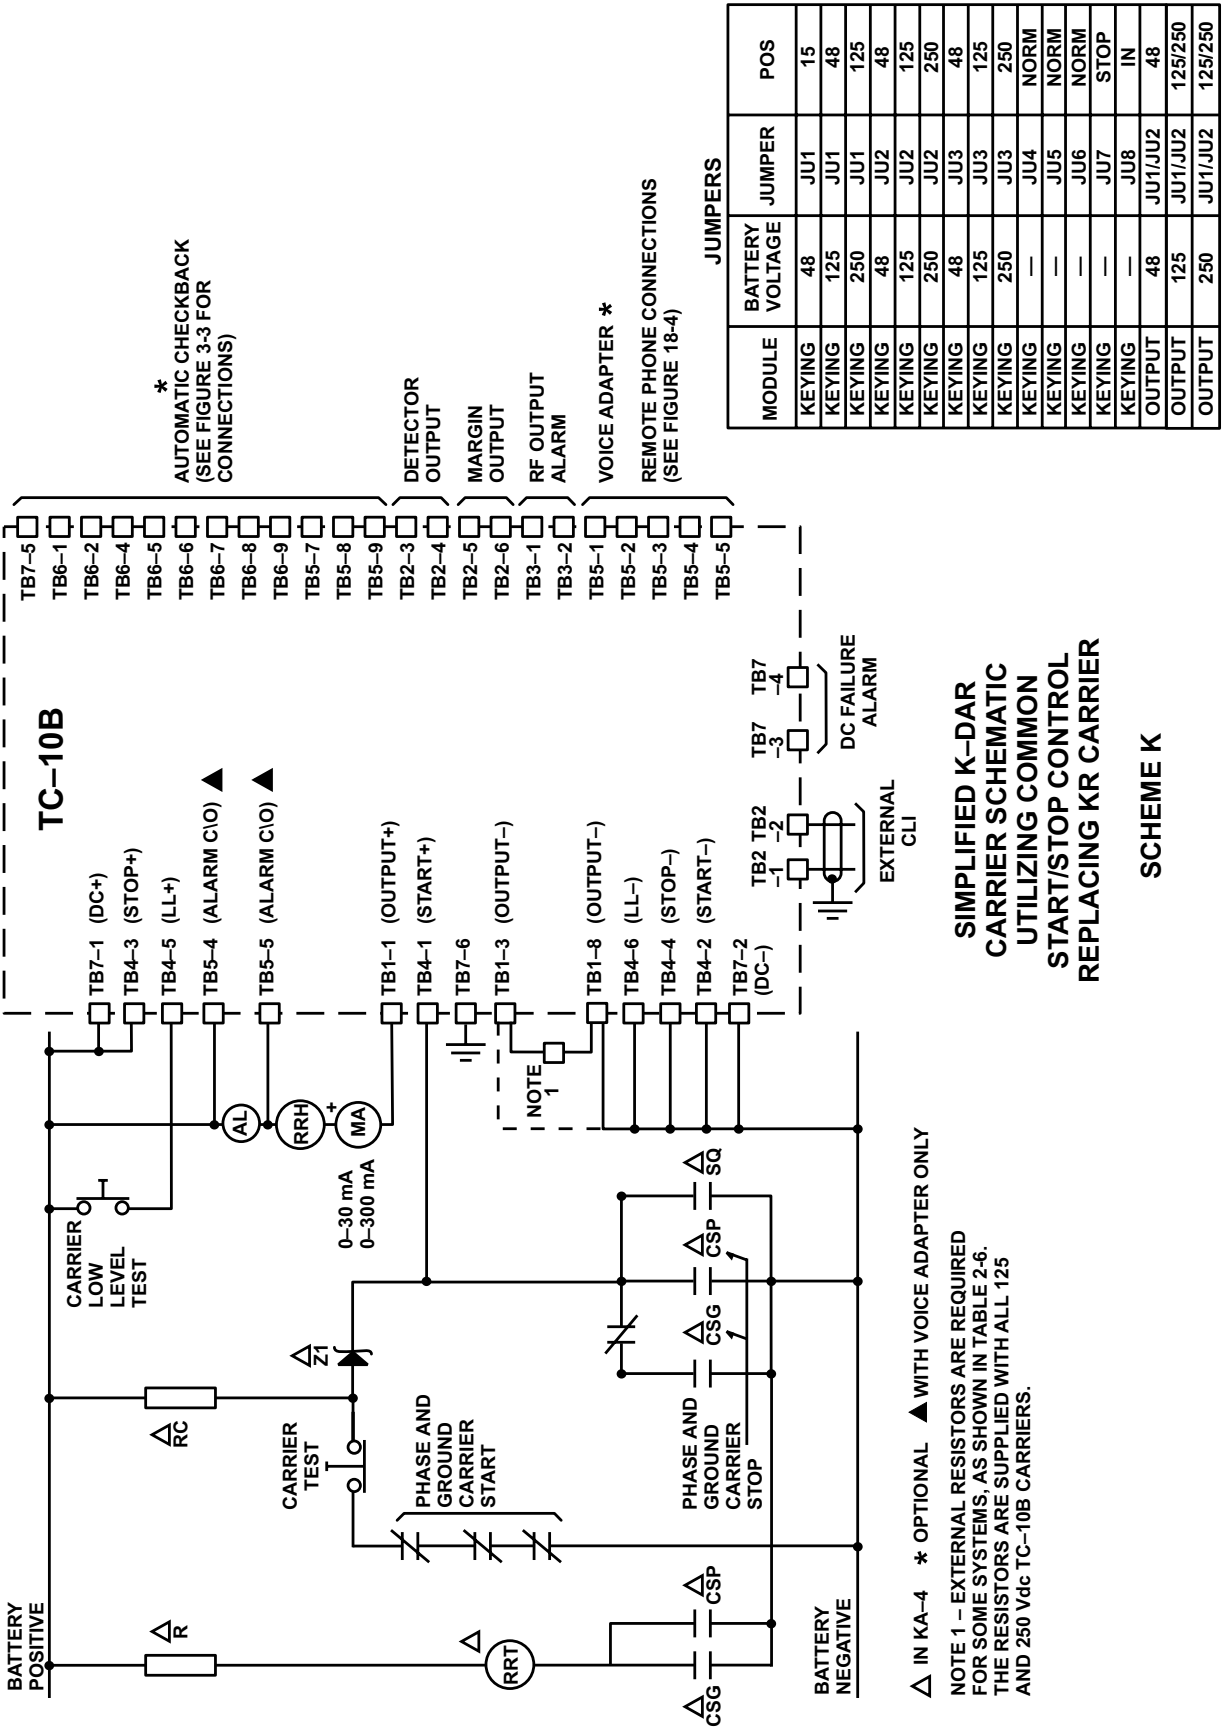 BATTERY
POSITIVE
△R
△
RRT
△CSG
△CSP
△RC
CARRIER
TEST
PHASE AND
GROUND
CARRIER
START
△Z1
CARRIER
LOW
LEVEL
TEST
AL
RRH
+
MA
0–30 mA
0–300 mA
PHASE AND
GROUND
CARRIER
STOP
△CSG
△CSP
△SQ
NOTE
1
BATTERY
NEGATIVE
TC–10B
TB7–1 (DC+)
TB4–3 (STOP+)
TB4–5 (LL+)
TB5–4 (ALARM C\O) ▲
TB5–5 (ALARM C\O) ▲
TB1–1 (OUTPUT+)
TB4–1 (START+)
TB7–6
TB1–3 (OUTPUT–)
TB1–8 (OUTPUT–)
TB4–6 (LL–)
TB4–4 (STOP–)
TB4–2 (START–)
TB7–2
(DC–)
TB2
–1
TB2
–2
EXTERNAL
CLI
TB7
–3
TB7
–4
DC FAILURE
ALARM
TB7–5
TB6–1
TB6–2
TB6–4
TB6–5
TB6–6
TB6–7
TB6–8
TB6–9
TB5–7
TB5–8
TB5–9
TB2–3
TB2–4
TB2–5
TB2–6
TB3–1
TB3–2
TB5–1
TB5–2
TB5–3
TB5–4
TB5–5
*
AUTOMATIC CHECKBACK
(SEE FIGURE 3-3 FOR
CONNECTIONS)
DETECTOR
OUTPUT
MARGIN
OUTPUT
RF OUTPUT
ALARM
VOICE ADAPTER *
REMOTE PHONE CONNECTIONS
(SEE FIGURE 18-4)
△ IN KA–4 * OPTIONAL ▲ WITH VOICE ADAPTER ONLY
NOTE 1 – EXTERNAL RESISTORS ARE REQUIRED
FOR SOME SYSTEMS, AS SHOWN IN TABLE 2-6.
THE RESISTORS ARE SUPPLIED WITH ALL 125
AND 250 Vdc TC–10B CARRIERS.
SIMPLIFIED K–DAR
CARRIER SCHEMATIC
UTILIZING COMMON
START/STOP CONTROL
REPLACING KR CARRIER
SCHEME K
JUMPERS
MODULE BATTERY VOLTAGE JUMPER POS
KEYING 48 JU1 15
KEYING 125 JU1 48
KEYING 250 JU1 125
KEYING 48 JU2 48
KEYING 125 JU2 125
KEYING 250 JU2 250
KEYING 48 JU3 48
KEYING 125 JU3 125
KEYING 250 JU3 250
KEYING — JU4 NORM
KEYING — JU5 NORM
KEYING — JU6 NORM
KEYING — JU7 STOP
KEYING — JU8 IN
OUTPUT 48 JU1/JU2 48
OUTPUT 125 JU1/JU2 125/250
OUTPUT 250 JU1/JU2 125/250